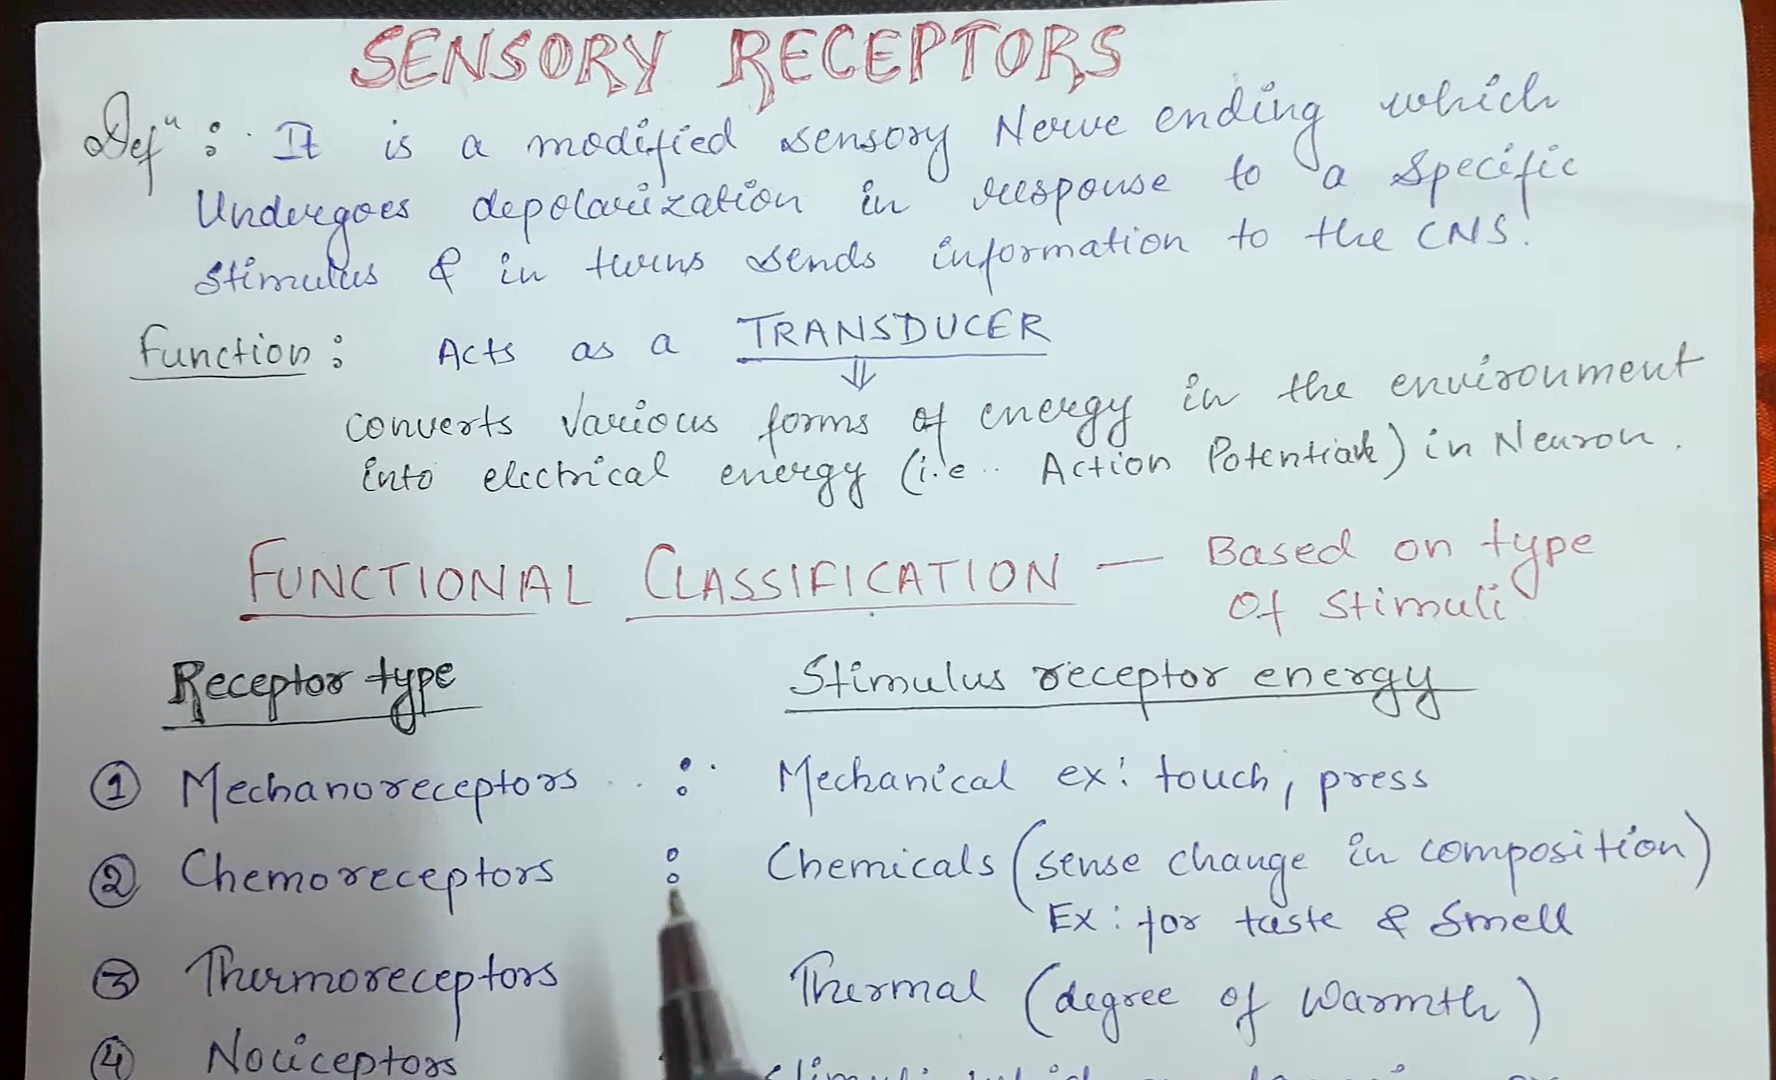 SENSORY RECEPTORS
Defⁿ : It is a modified sensory Nerve ending which
Undergoes depolarization in response to a specific
stimulus & in turns sends information to the CNS.
Function : Acts as a TRANSDUCER
⇓
converts various forms of energy in the environment
into electrical energy (i.e.. Action Potential) in Neuron.
FUNCTIONAL CLASSIFICATION — Based on type
Of Stimuli
Receptor type Stimulus receptor energy
① Mechanoreceptors : Mechanical ex: touch, press
② Chemoreceptors : Chemicals (sense change in composition)
Ex: for taste & smell
③ Thermoreceptors Thermal (degree of warmth)
④ Nociceptors